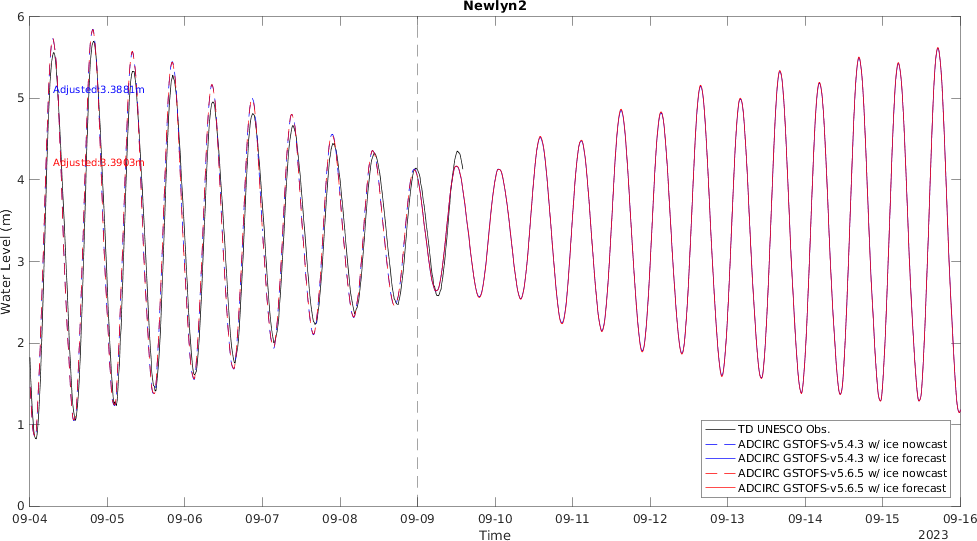 Newlyn2
6
5
4
3
2
1
0
Water Level (m)
Adjusted:3.3881m
Adjusted:3.3903m
TD UNESCO Obs.
ADCIRC GSTOFS-v5.4.3 w/ ice nowcast
ADCIRC GSTOFS-v5.4.3 w/ ice forecast
ADCIRC GSTOFS-v5.6.5 w/ ice nowcast
ADCIRC GSTOFS-v5.6.5 w/ ice forecast
09-04 09-05 09-06 09-07 09-08 09-09 09-10 09-11 09-12 09-13 09-14 09-15 09-16
Time
2023